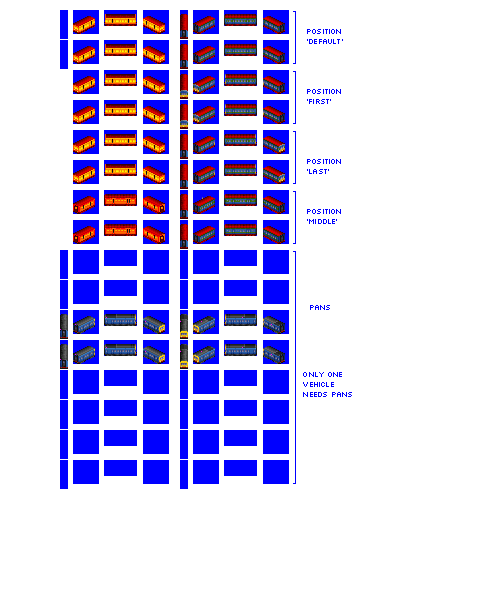 POSITION
'DEFAULT'
POSITION
'FIRST'
POSITION
'LAST'
POSITION
'MIDDLE'
PANS
ONLY ONE
VEHICLE
NEEDS PANS